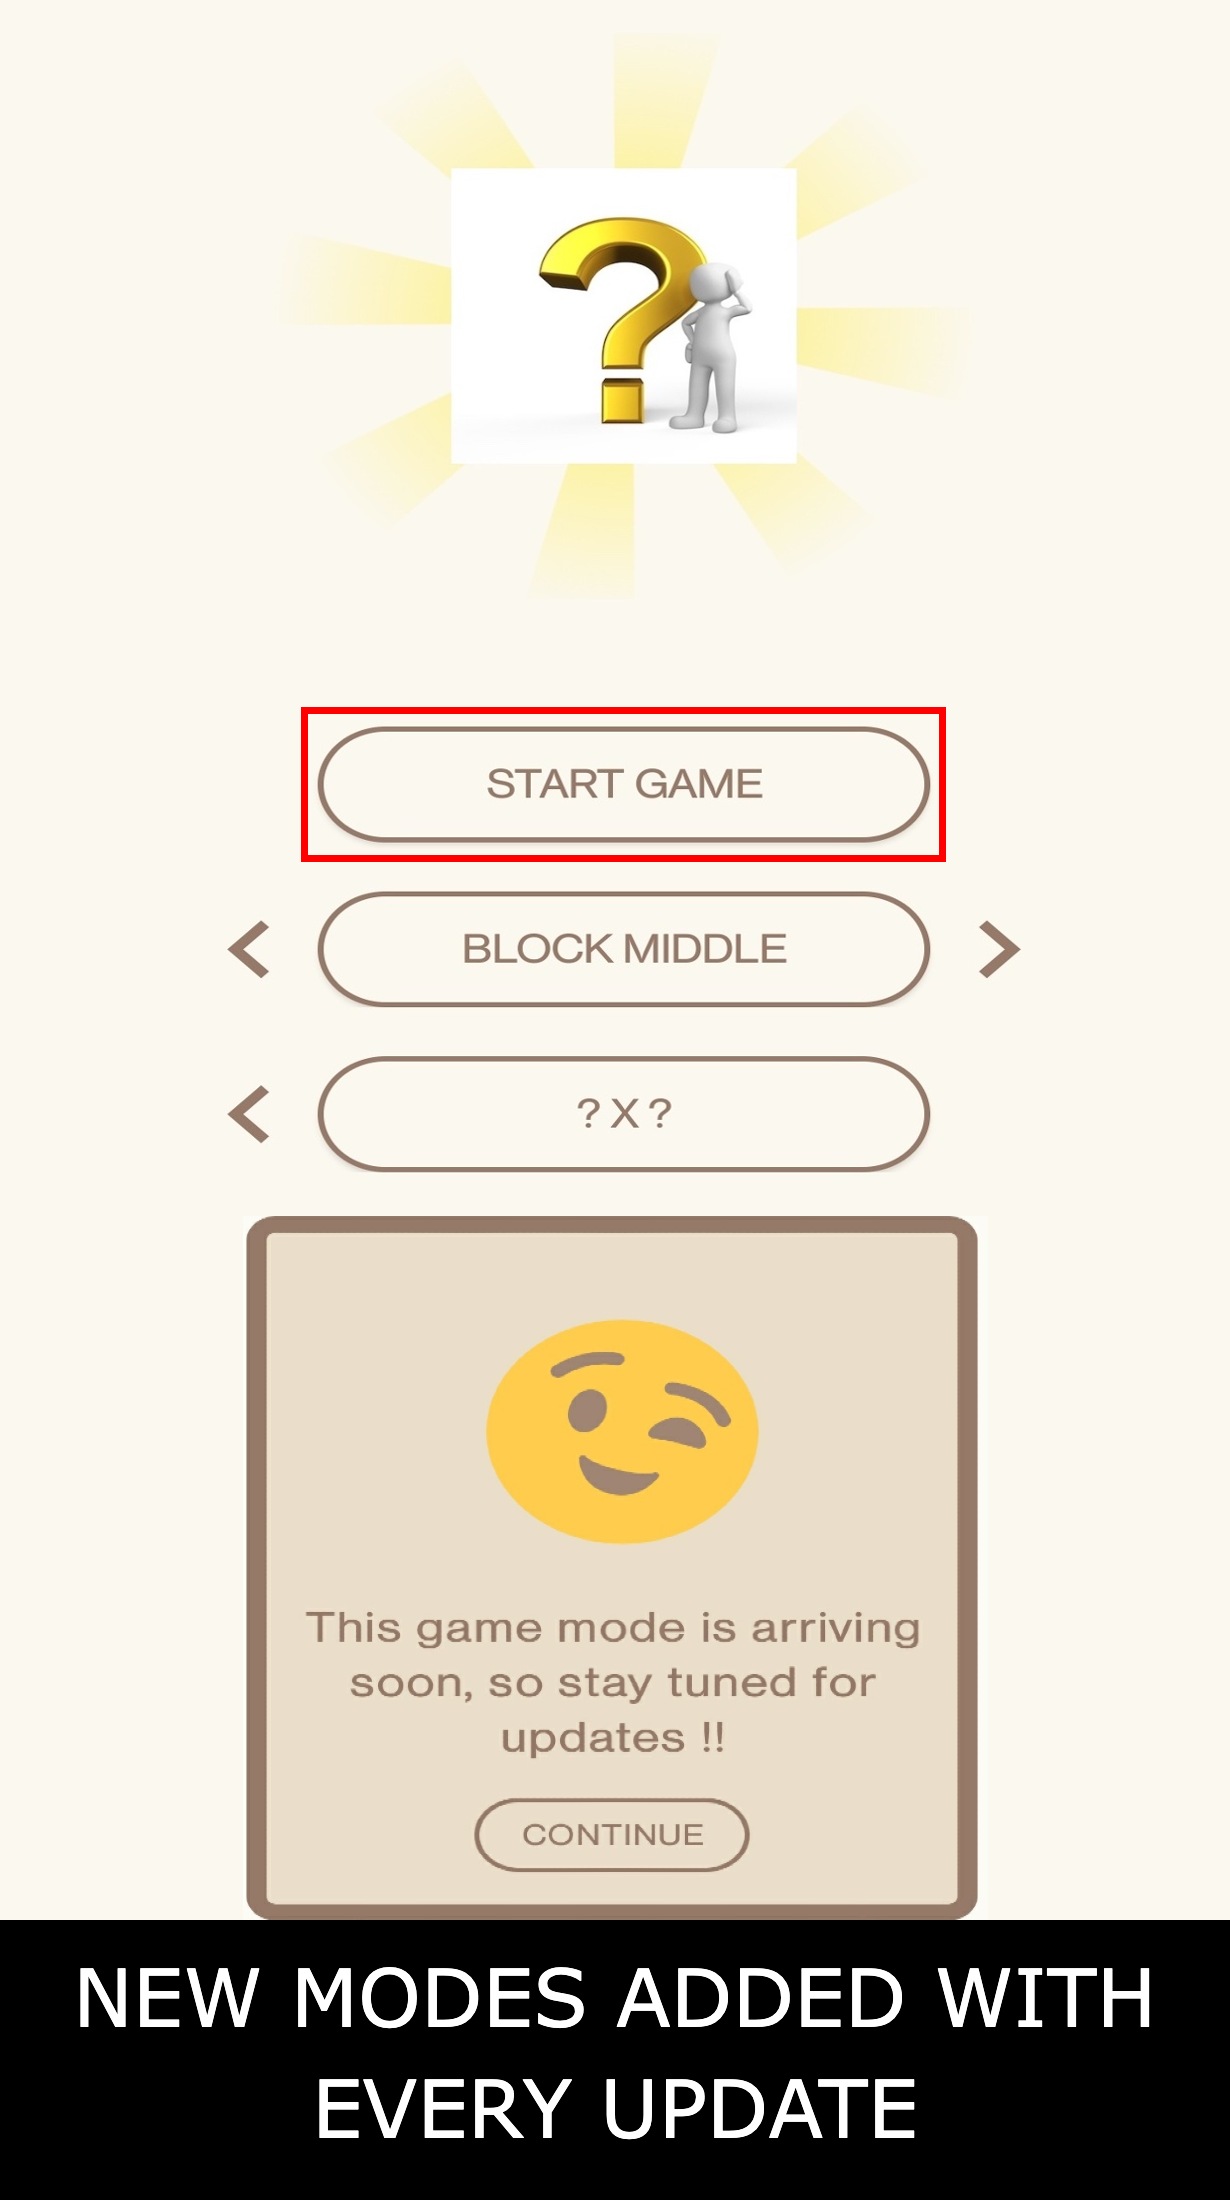 START GAME
BLOCK MIDDLE
? X ?
This game mode is arriving
soon, so stay tuned for
updates !!
CONTINUE
NEW MODES ADDED WITH
EVERY UPDATE